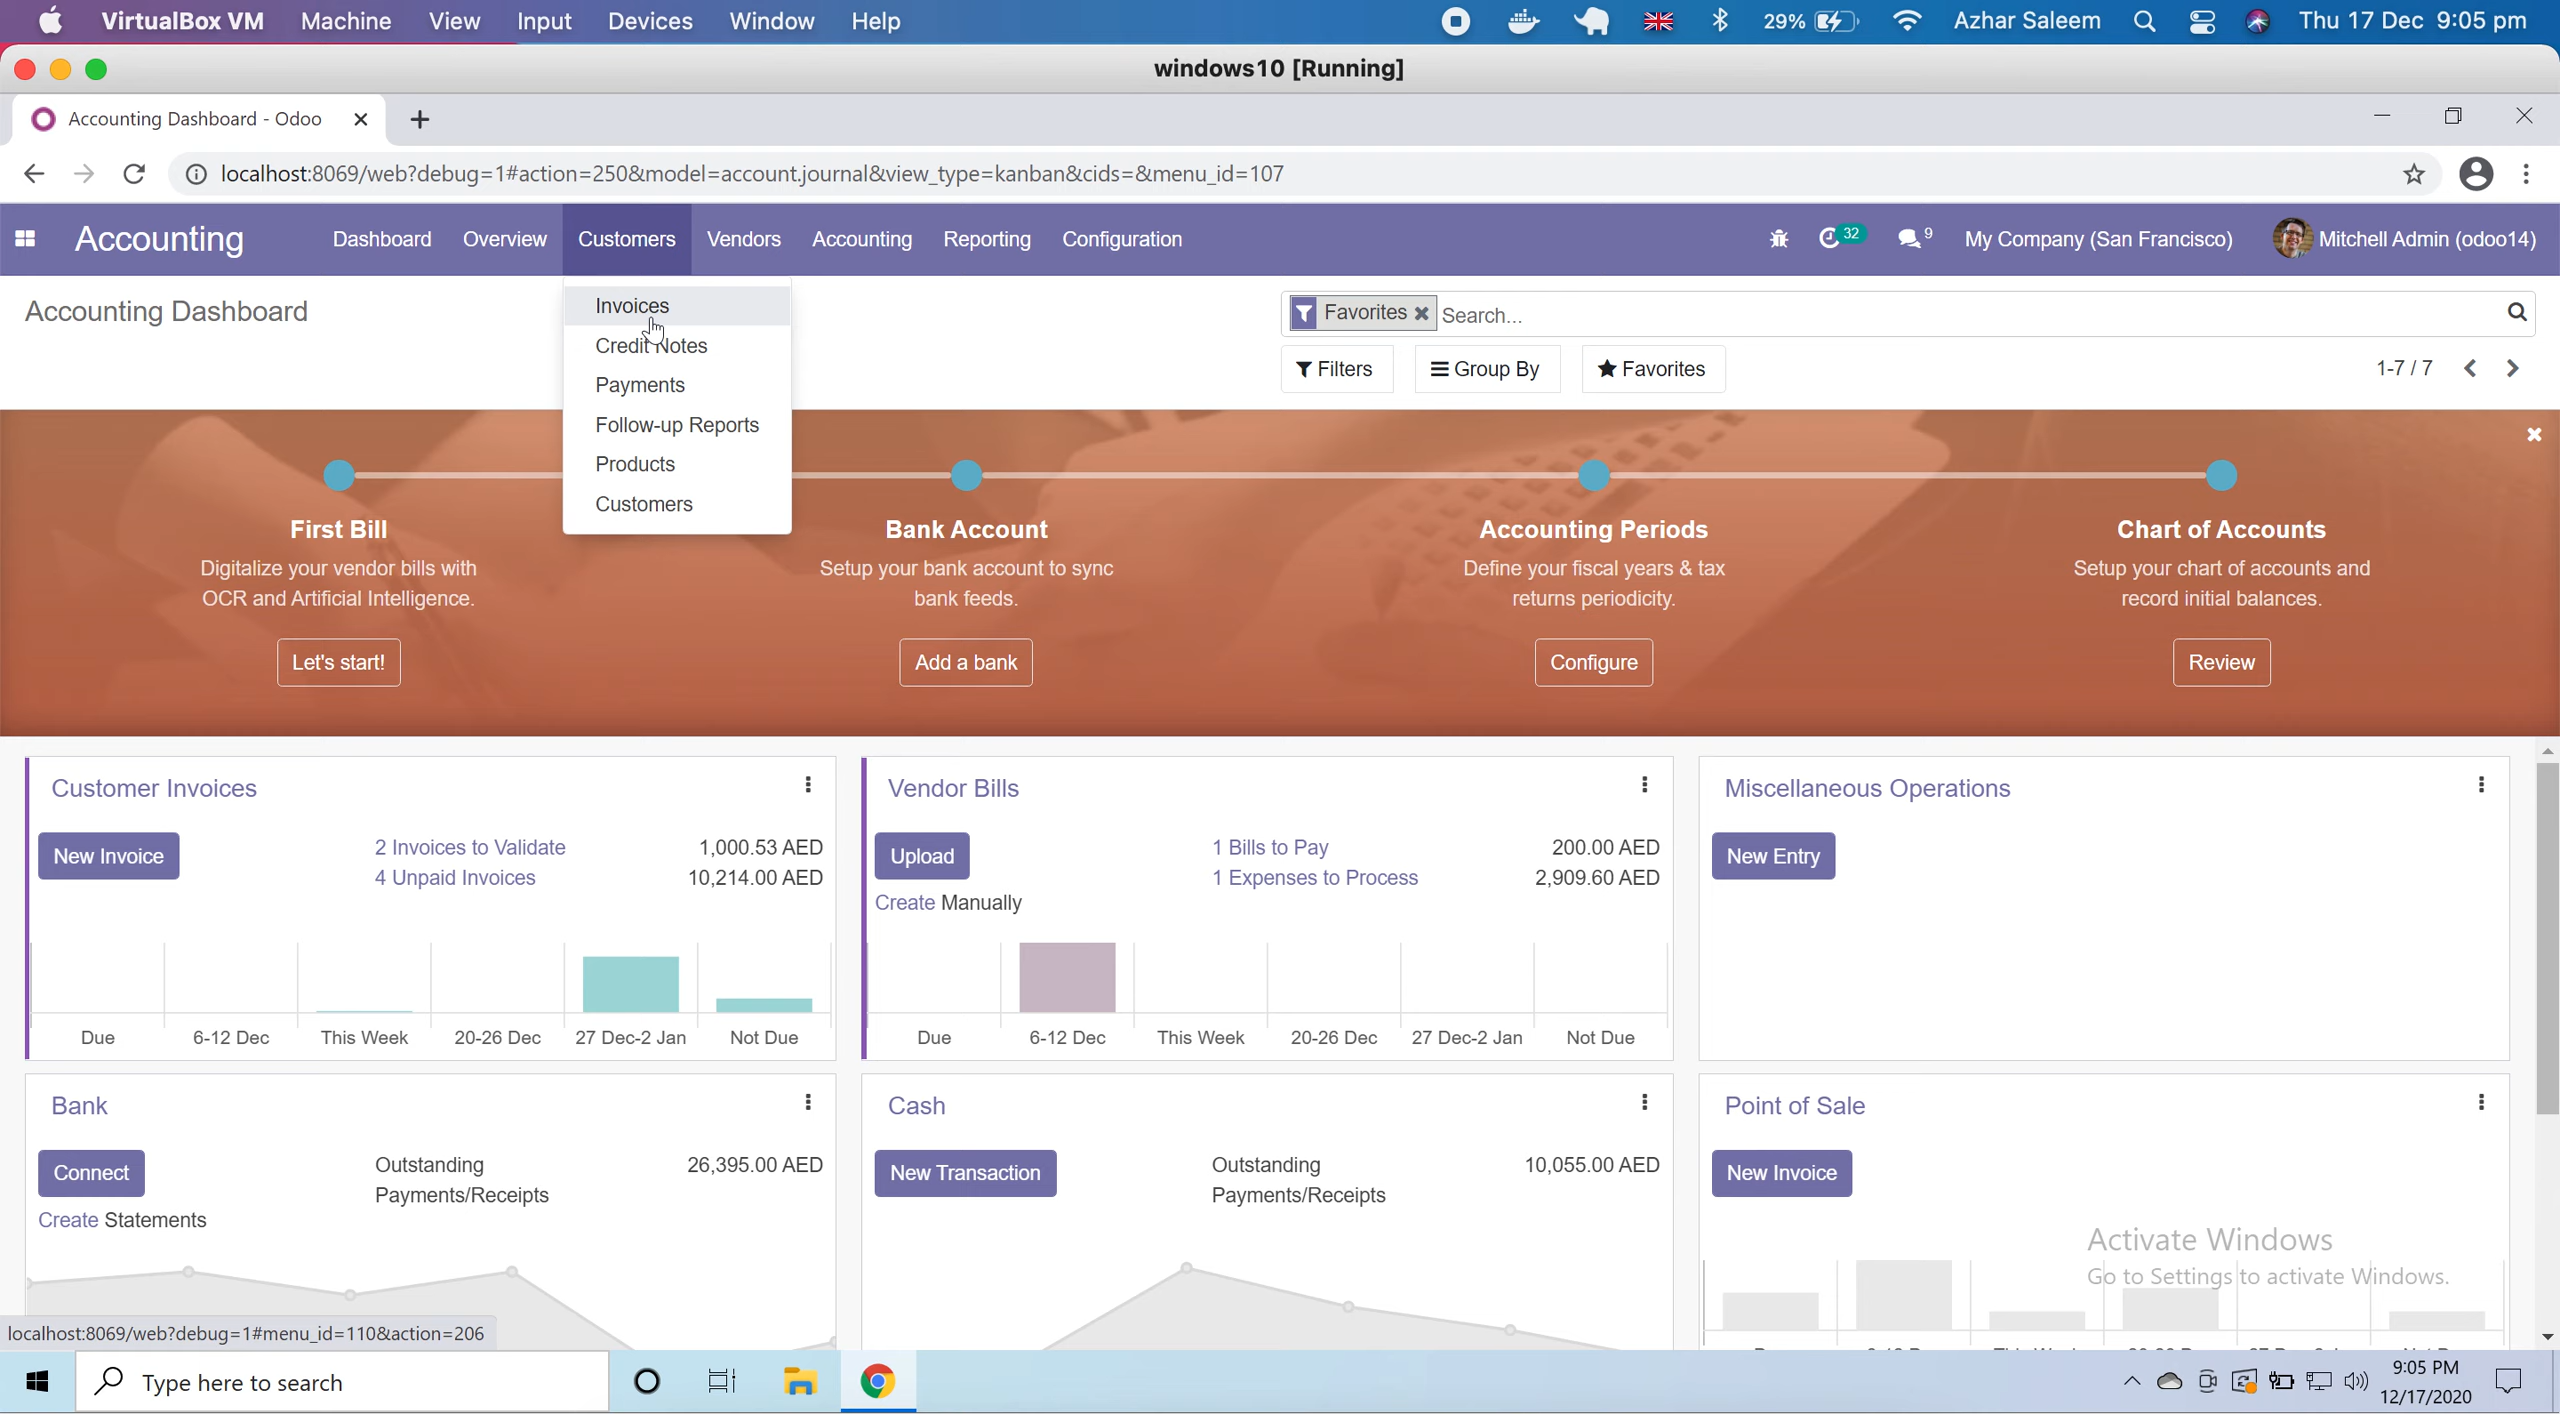 VirtualBox VM Machine View Input Devices Window Help 29% Azhar Saleem Thu 17 Dec 9:05 pm
windows10 [Running]
Accounting Dashboard - Odoo
localhost:8069/web?debug=1#action=250&model=account.journal&view_type=kanban&cids=&menu_id=107
Accounting Dashboard Overview Customers Vendors Accounting Reporting Configuration 32 9 My Company (San Francisco) Mitchell Admin (odoo14)
Accounting Dashboard
Invoices
Credit Notes
Payments
Follow-up Reports
Products
Customers
Favorites Search...
Filters Group By Favorites 1-7 / 7
First Bill
Digitalize your vendor bills with
OCR and Artificial Intelligence.
Let's start!
Bank Account
Setup your bank account to sync
bank feeds.
Add a bank
Accounting Periods
Define your fiscal years & tax
returns periodicity.
Configure
Chart of Accounts
Setup your chart of accounts and
record initial balances.
Review
Customer Invoices
New Invoice
2 Invoices to Validate 1,000.53 AED
4 Unpaid Invoices 10,214.00 AED
Due 6-12 Dec This Week 20-26 Dec 27 Dec-2 Jan Not Due
Vendor Bills
Upload
Create Manually
1 Bills to Pay 200.00 AED
1 Expenses to Process 2,909.60 AED
Due 6-12 Dec This Week 20-26 Dec 27 Dec-2 Jan Not Due
Miscellaneous Operations
New Entry
Bank
Connect
Create Statements
Outstanding 26,395.00 AED
Payments/Receipts
Cash
New Transaction
Outstanding 10,055.00 AED
Payments/Receipts
Point of Sale
New Invoice
Activate Windows
Go to Settings to activate Windows.
localhost:8069/web?debug=1#menu_id=110&action=206
Type here to search
9:05 PM
12/17/2020